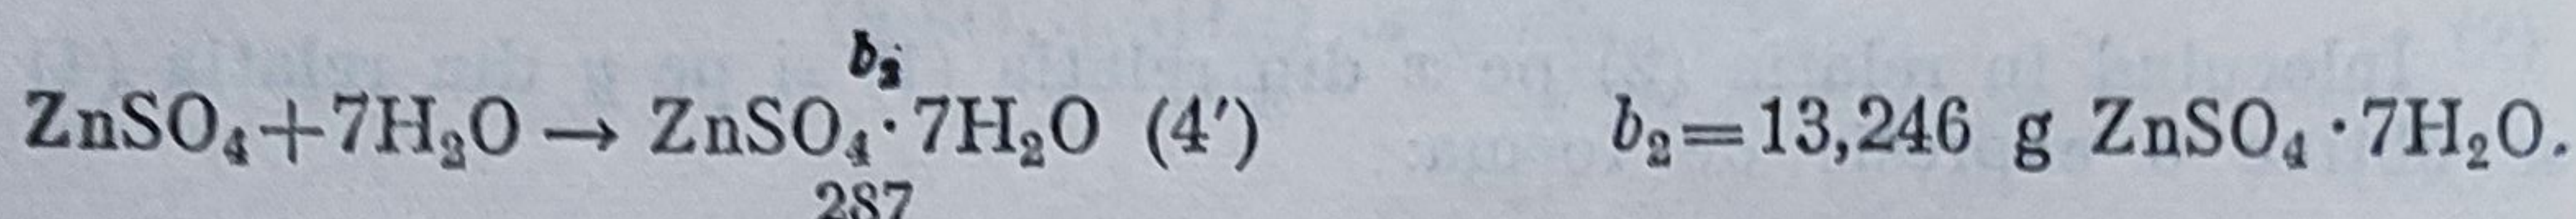 b₂
ZnSO₄+7H₂O → ZnSO₄·7H₂O (4′) b₂=13,246 g ZnSO₄·7H₂O.
287